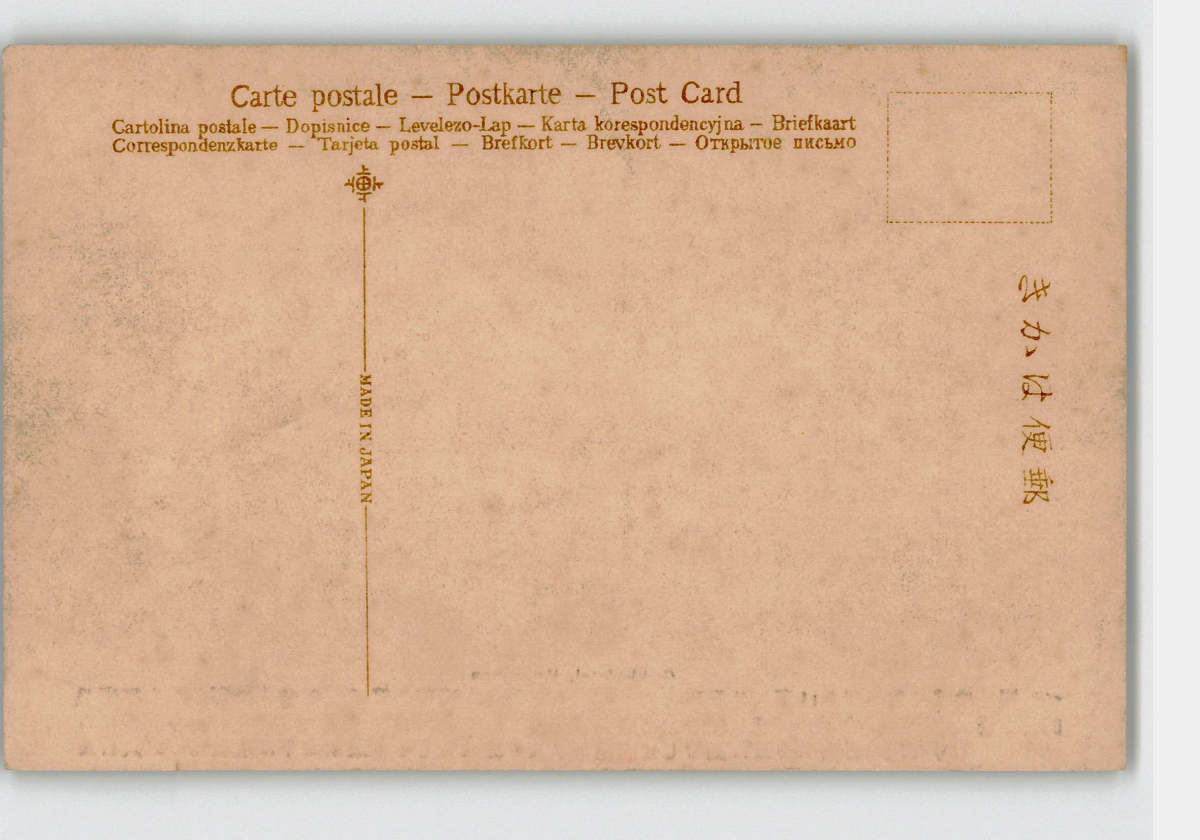 Carte postale — Postkarte — Post Card
Cartolina postale — Dopisnice — Levelezo-Lap — Karta korespondencyjna — Briefkaart
Correspondenzkarte — Tarjeta postal — Brefkort — Brevkort — Открытое письмо
MADE IN JAPAN
きかは便郵